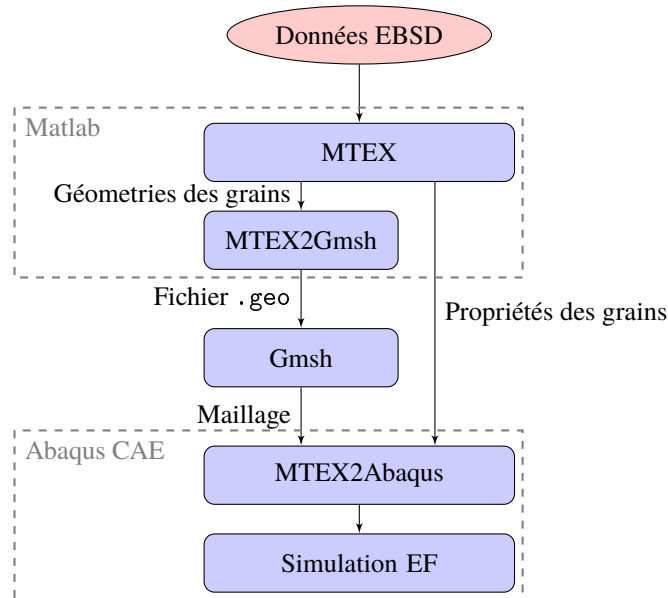 Données EBSD
Matlab
MTEX
Géometries des grains
MTEX2Gmsh
Fichier .geo
Propriétés des grains
Gmsh
Maillage
Abaqus CAE
MTEX2Abaqus
Simulation EF